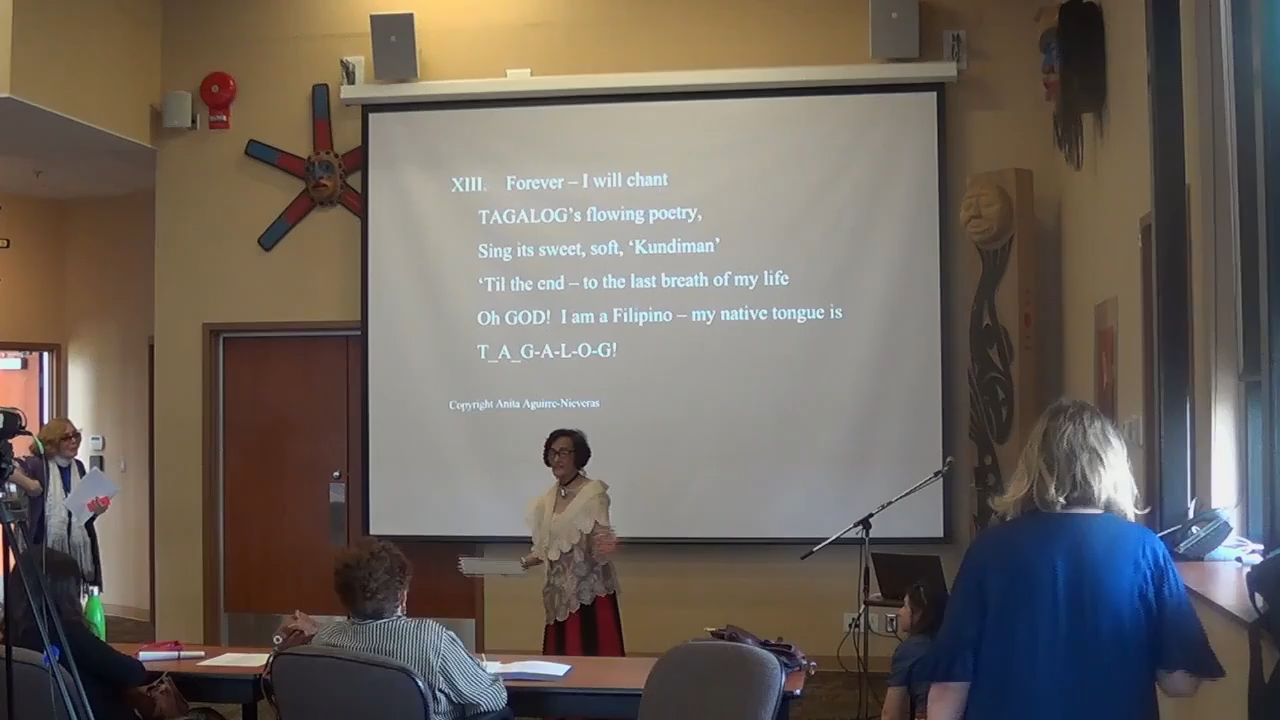 XIII. Forever – I will chant
TAGALOG's flowing poetry,
Sing its sweet, soft, 'Kundiman'
'Til the end – to the last breath of my life
Oh GOD! I am a Filipino – my native tongue is
T_A_G-A-L-O-G!
Copyright Anita Aguirre-Nieveras